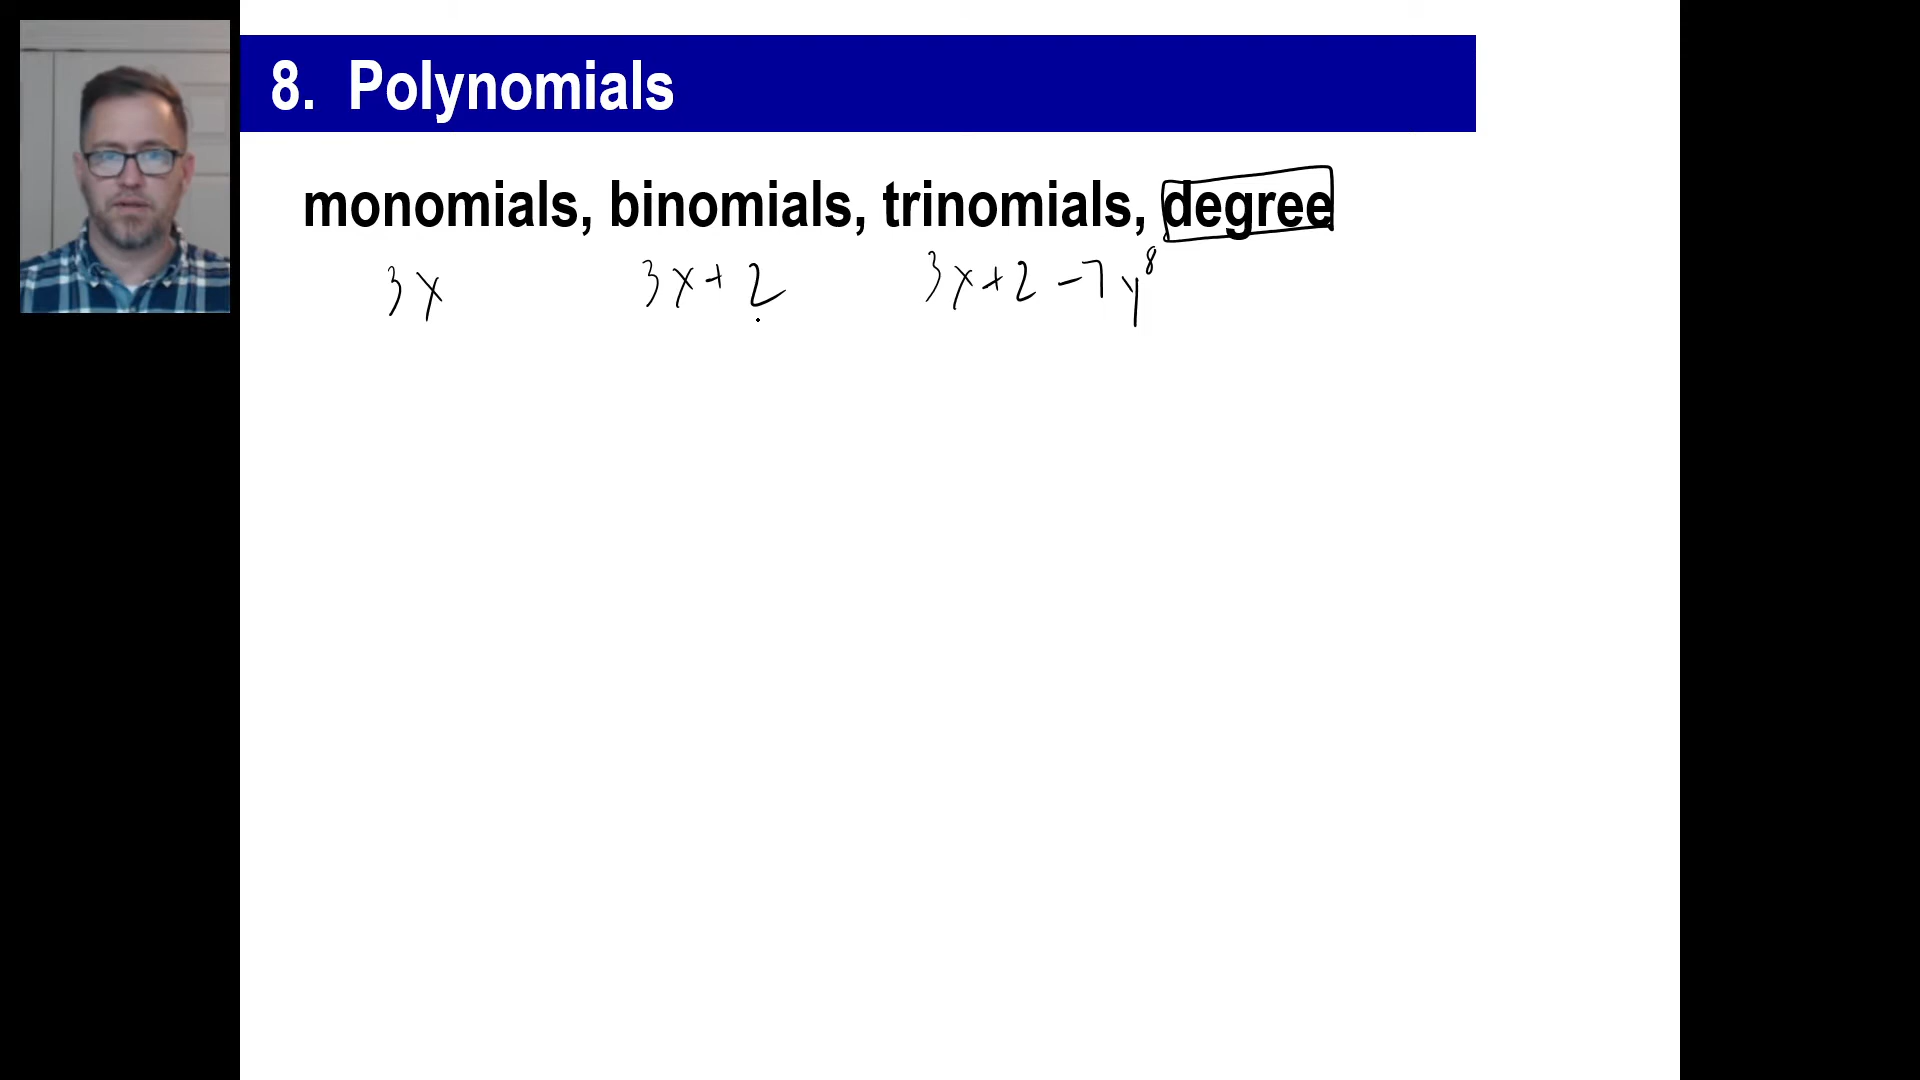 8. Polynomials
monomials, binomials, trinomials, degree
3x 3x+2 3x+2-7y⁸